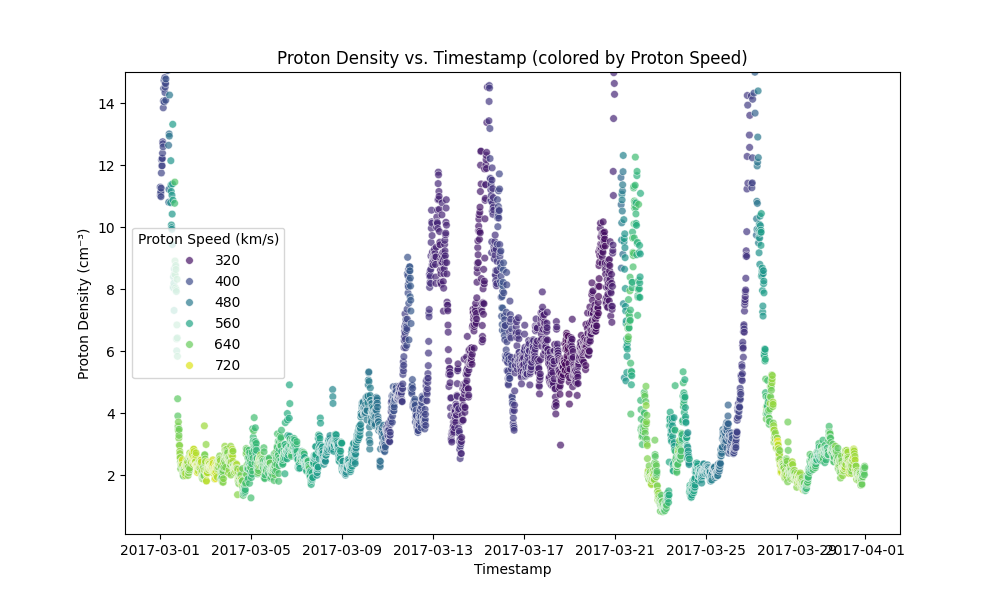 Proton Density vs. Timestamp (colored by Proton Speed)
Proton Density (cm⁻³)
14
12
10
8
6
4
2
Proton Speed (km/s)
320
400
480
560
640
720
2017-03-01 2017-03-05 2017-03-09 2017-03-13 2017-03-17 2017-03-21 2017-03-25 2017-03-29 2017-04-01
Timestamp